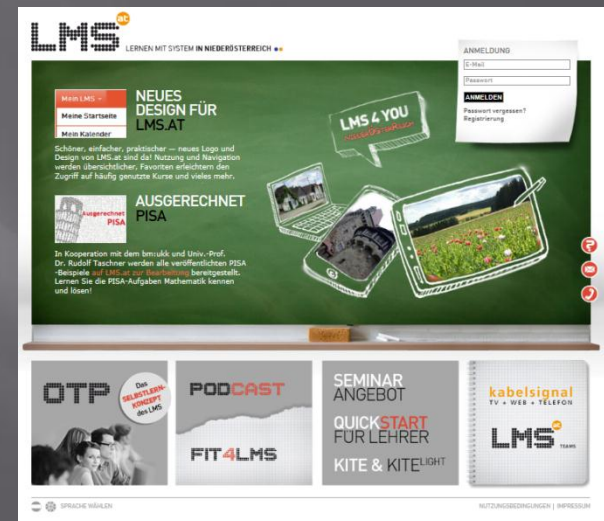 LMS at
LERNEN MIT SYSTEM IN NIEDERÖSTERREICH
ANMELDUNG
E-Mail
Passwort
ANMELDEN
Passwort vergessen?
Registrierung
Mein LMS
Meine Startseite
Mein Kalender
NEUES
DESIGN FÜR
LMS.AT
Schöner, einfacher, praktischer — neues Logo und
Design von LMS.at sind da! Nutzung und Navigation
werden übersichtlicher, Favoriten erleichtern den
Zugriff auf häufig genutzte Kurse und vieles mehr.
LMS 4 YOU
Ausgerechnet
PISA
AUSGERECHNET
PISA
In Kooperation mit dem bm:ukk und Univ.-Prof.
Dr. Rudolf Taschner werden alle veröffentlichten PISA
-Beispiele auf LMS.at zur Bearbeitung bereitgestellt.
Lernen Sie die PISA-Aufgaben Mathematik kennen
und lösen!
OTP
Das
SELBSTLERN-
KONZEPT
des LMS
PODCAST
FIT4LMS
SEMINAR
ANGEBOT
QUICKSTART
FÜR LEHRER
KITE & KITE LIGHT
kabelsignal
TV + WEB + TELEFON
LMS at
TEAMS
SPRACHE WÄHLEN
NUTZUNGSBEDINGUNGEN | IMPRESSUM